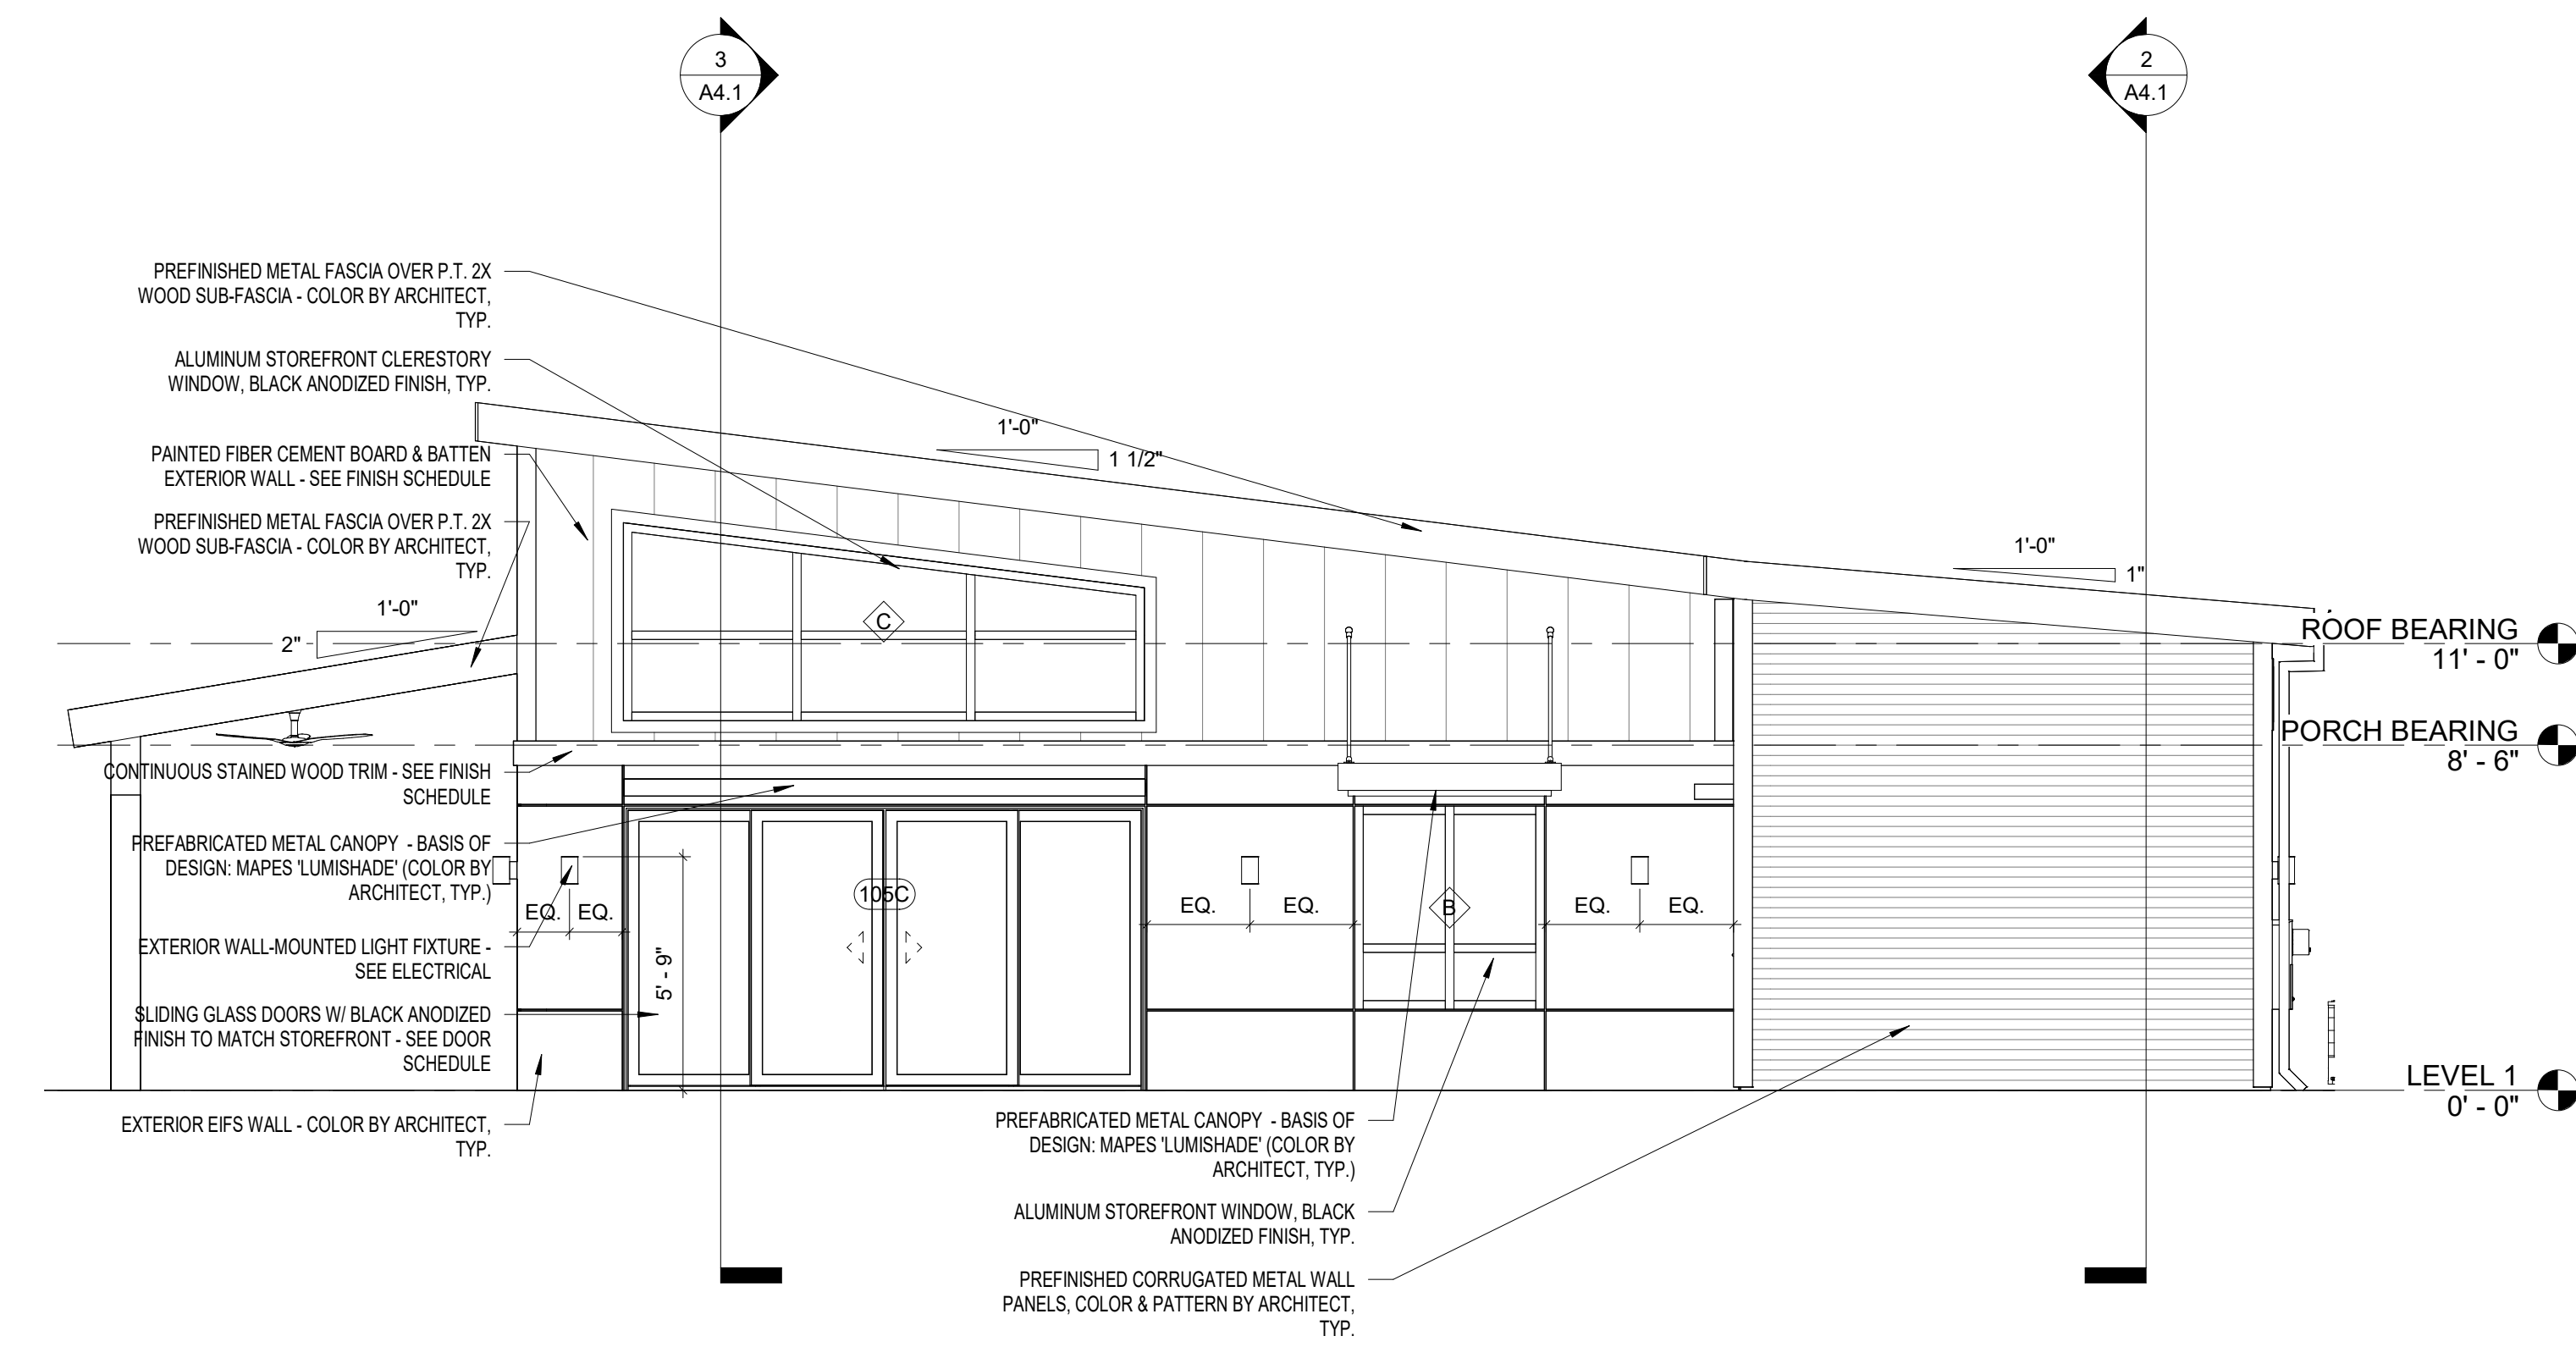 3
A4.1
2
A4.1
PREFINISHED METAL FASCIA OVER P.T. 2X
WOOD SUB-FASCIA - COLOR BY ARCHITECT,
TYP.
ALUMINUM STOREFRONT CLERESTORY
WINDOW, BLACK ANODIZED FINISH, TYP.
1'-0"
1 1/2"
PAINTED FIBER CEMENT BOARD & BATTEN
EXTERIOR WALL - SEE FINISH SCHEDULE
PREFINISHED METAL FASCIA OVER P.T. 2X
WOOD SUB-FASCIA - COLOR BY ARCHITECT,
TYP.
1'-0"
1"
1'-0"
2"
C
ROOF BEARING
11' - 0"
PORCH BEARING
8' - 6"
CONTINUOUS STAINED WOOD TRIM - SEE FINISH
SCHEDULE
PREFABRICATED METAL CANOPY - BASIS OF
DESIGN: MAPES 'LUMISHADE' (COLOR BY
ARCHITECT, TYP.)
105C
EQ.
EQ.
EQ.
EQ.
B
EQ.
EQ.
EXTERIOR WALL-MOUNTED LIGHT FIXTURE -
SEE ELECTRICAL
5' - 9"
SLIDING GLASS DOORS W/ BLACK ANODIZED
FINISH TO MATCH STOREFRONT - SEE DOOR
SCHEDULE
LEVEL 1
0' - 0"
EXTERIOR EIFS WALL - COLOR BY ARCHITECT,
TYP.
PREFABRICATED METAL CANOPY - BASIS OF
DESIGN: MAPES 'LUMISHADE' (COLOR BY
ARCHITECT, TYP.)
ALUMINUM STOREFRONT WINDOW, BLACK
ANODIZED FINISH, TYP.
PREFINISHED CORRUGATED METAL WALL
PANELS, COLOR & PATTERN BY ARCHITECT,
TYP.